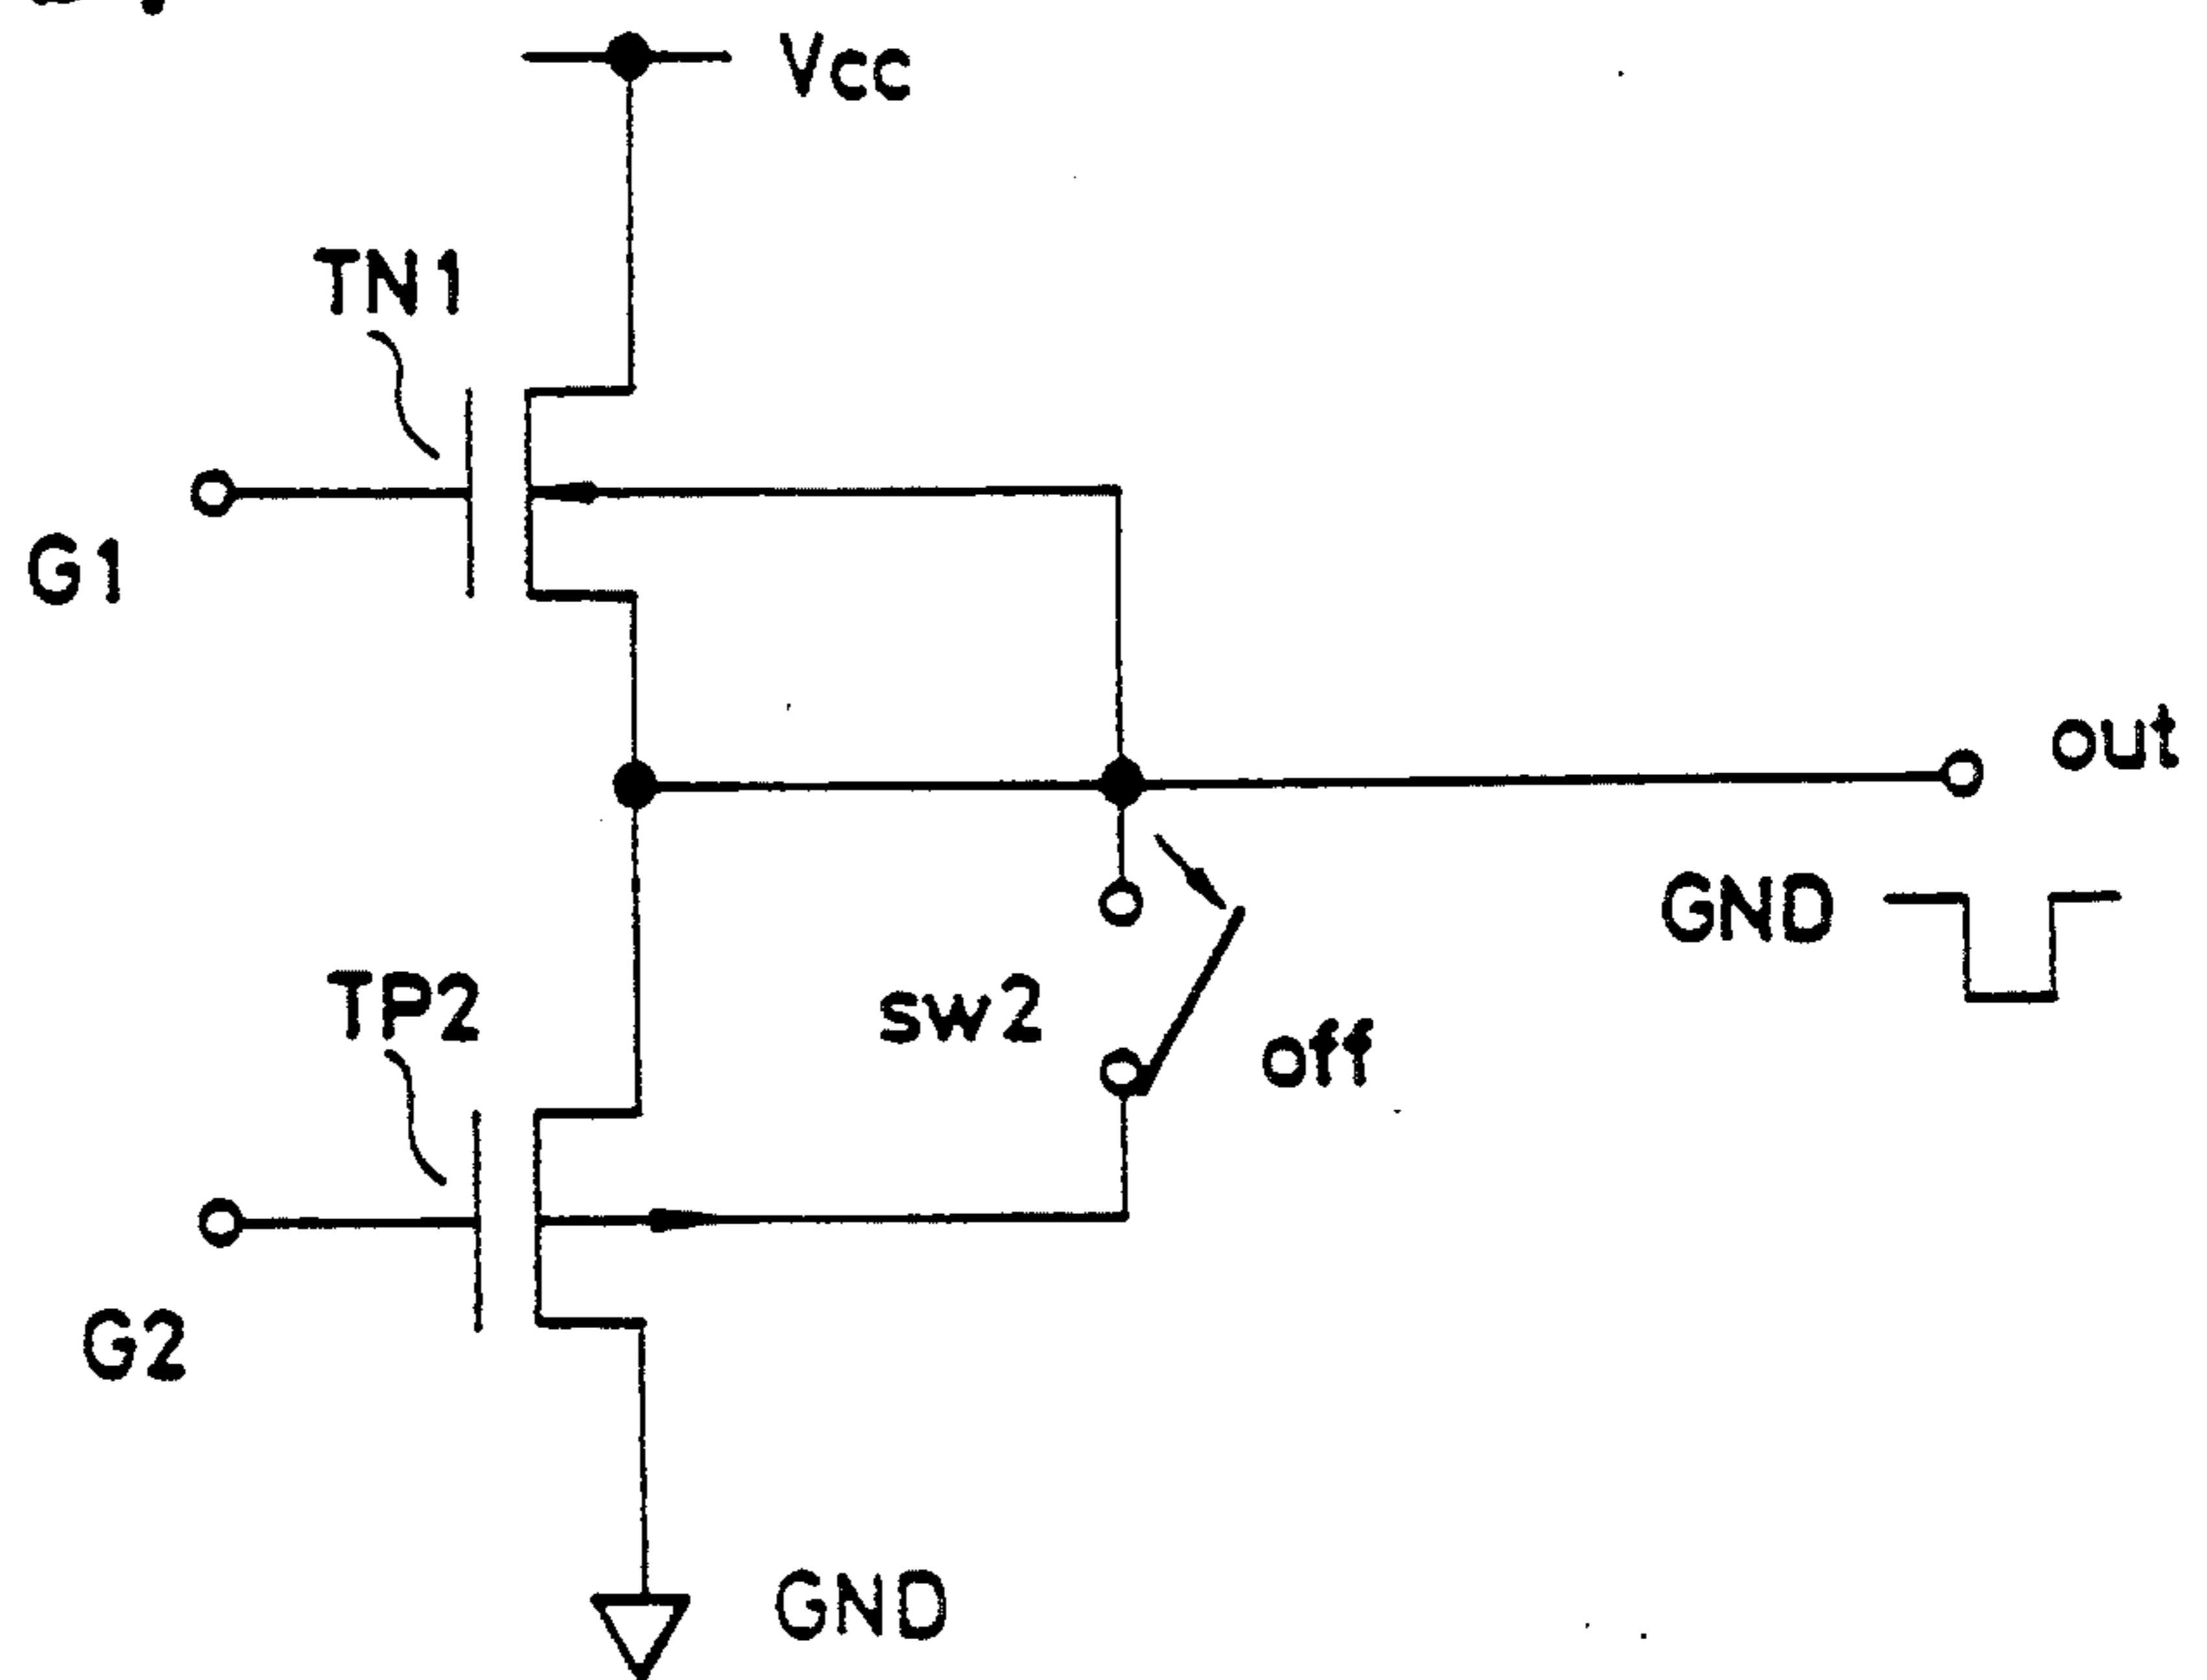 Vcc
TN1
G1
out
GND
TP2
sw2
off
G2
GND